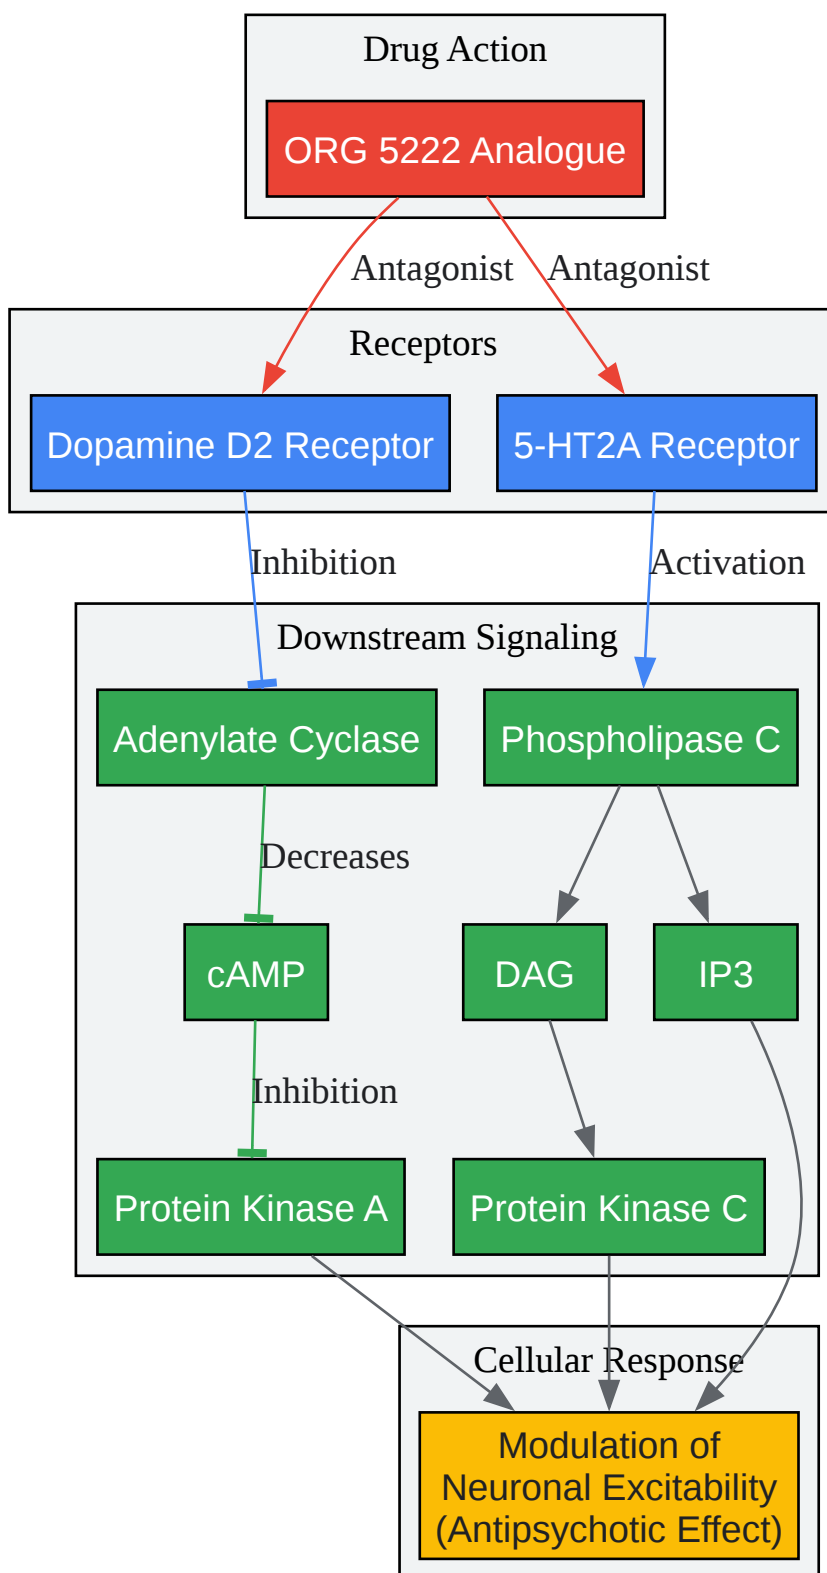 Drug Action
ORG 5222 Analogue
Antagonist
Antagonist
Receptors
Dopamine D2 Receptor
5-HT2A Receptor
Inhibition
Activation
Downstream Signaling
Adenylate Cyclase
Phospholipase C
Decreases
cAMP
DAG
IP3
Inhibition
Protein Kinase A
Protein Kinase C
Cellular Response
Modulation of
Neuronal Excitability
(Antipsychotic Effect)